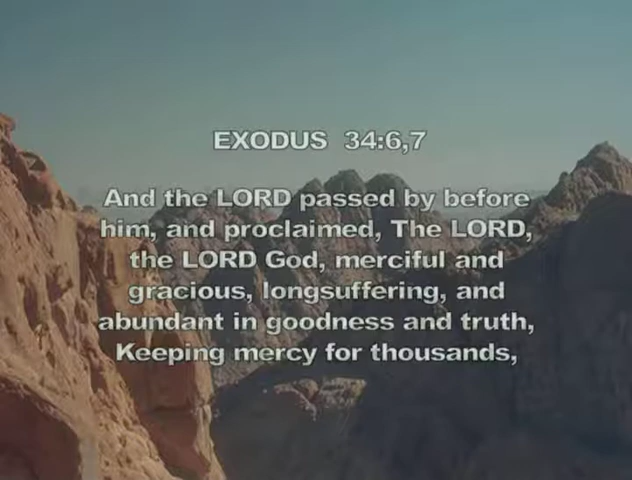 EXODUS 34:6,7
And the LORD passed by before
him, and proclaimed, The LORD,
the LORD God, merciful and
gracious, longsuffering, and
abundant in goodness and truth,
Keeping mercy for thousands,